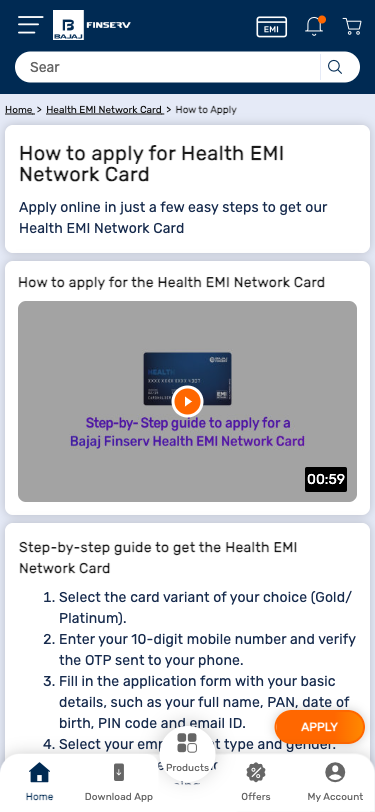 BAJAJ FINSERV
EMI
Sear
Home > Health EMI Network Card > How to Apply
How to apply for Health EMI
Network Card
Apply online in just a few easy steps to get our
Health EMI Network Card
How to apply for the Health EMI Network Card
HEALTH
EMI
Step-by- Step guide to apply for a
Bajaj Finserv Health EMI Network Card
00:59
Step-by-step guide to get the Health EMI
Network Card
1. Select the card variant of your choice (Gold/
Platinum).
2. Enter your 10-digit mobile number and verify
the OTP sent to your phone.
3. Fill in the application form with your basic
details, such as your full name, PAN, date of
birth, PIN code and email ID.
APPLY
4. Select your type and gender.
Home
Download App
Products
Offers
My Account